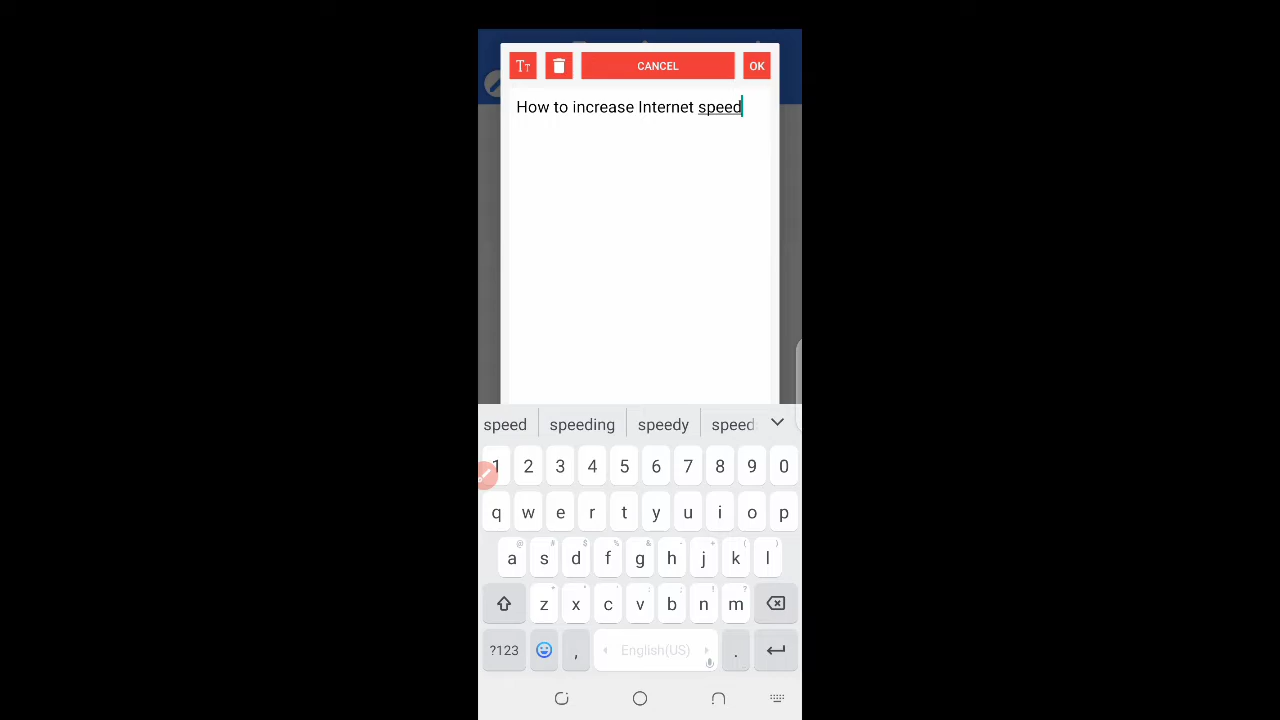 TT CANCEL OK
How to increase Internet speed
speed speeding speedy speed
1 2 3 4 5 6 7 8 9 0
q w e r t y u i o p
@ # $ % & - + ( )
a s d f g h j k l
* " ' : ; ! ?
z x c v b n m
?123 , English(US) .